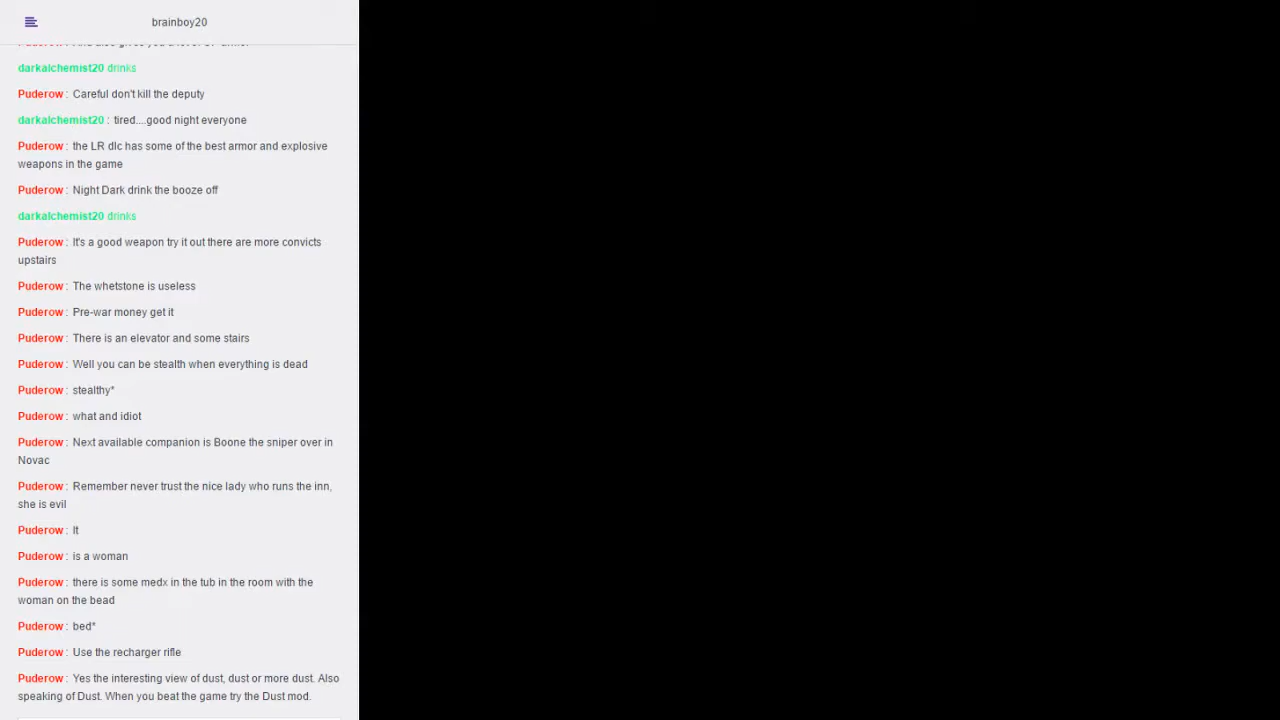 brainboy20
darkalchemist20 drinks
Puderow : Careful don't kill the deputy
darkalchemist20 : tired....good night everyone
Puderow : the LR dlc has some of the best armor and explosive
weapons in the game
Puderow : Night Dark drink the booze off
darkalchemist20 drinks
Puderow : It's a good weapon try it out there are more convicts
upstairs
Puderow : The whetstone is useless
Puderow : Pre-war money get it
Puderow : There is an elevator and some stairs
Puderow : Well you can be stealth when everything is dead
Puderow : stealthy*
Puderow : what and idiot
Puderow : Next available companion is Boone the sniper over in
Novac
Puderow : Remember never trust the nice lady who runs the inn,
she is evil
Puderow : It
Puderow : is a woman
Puderow : there is some medx in the tub in the room with the
woman on the bead
Puderow : bed*
Puderow : Use the recharger rifle
Puderow : Yes the interesting view of dust, dust or more dust. Also
speaking of Dust. When you beat the game try the Dust mod.